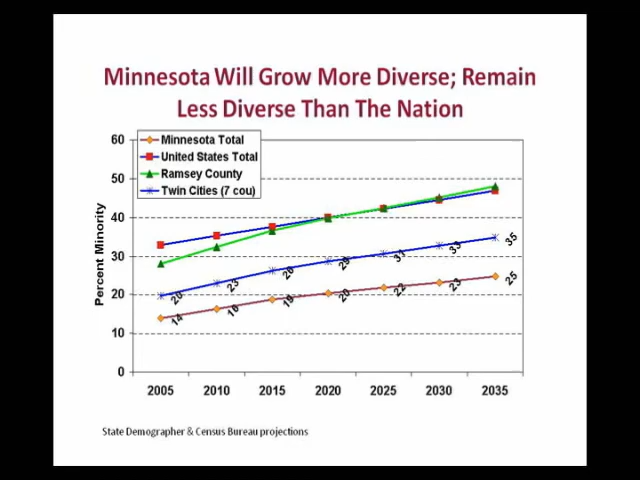 Minnesota Will Grow More Diverse; Remain
Less Diverse Than The Nation
Minnesota Total
United States Total
Ramsey County
Twin Cities (7 cou)
Percent Minority
60
50
40
30
20
10
0
20 23 26 29 31 33 35
14 16 19 20 22 23 25
2005 2010 2015 2020 2025 2030 2035
State Demographer & Census Bureau projections